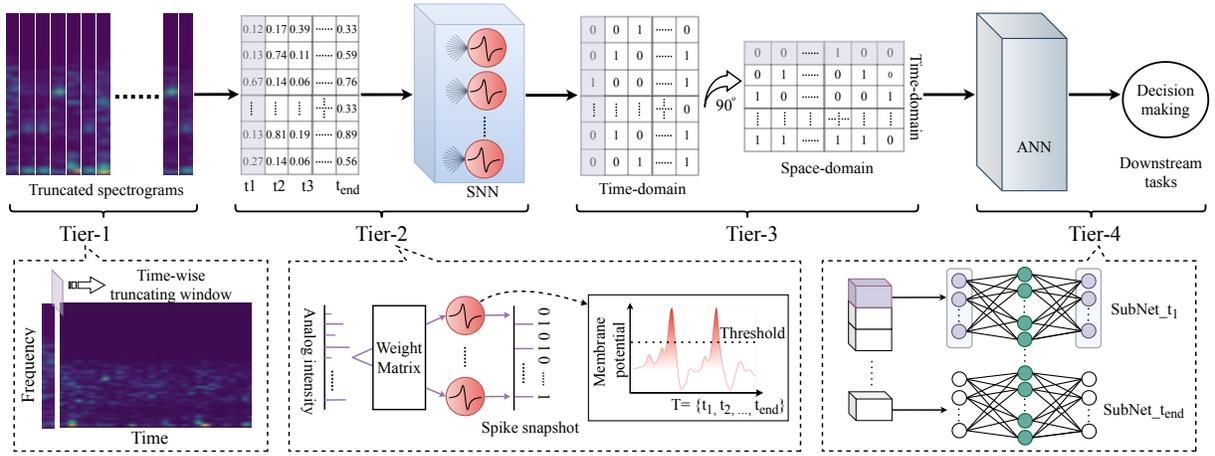 0.12 0.17 0.39 ...... 0.33
0.13 0.74 0.11 ...... 0.59
0.67 0.14 0.06 ...... 0.76
0.33
0.13 0.81 0.19 ...... 0.89
0.27 0.14 0.06 ...... 0.56
t1 t2 t3 tend
Truncated spectrograms
SNN
0 0 1 ...... 0
0 1 0 ...... 1
1 0 0 ...... 1
0
0 1 0 ...... 1
0 0 1 ...... 1
Time-domain
90°
0 0 ...... 1 0 0
0 1 ...... 0 1 0
1 0 ...... 0 0 0
1 1 ...... 0 1 1
Time-domain
Space-domain
ANN
Decision
making
Downstream
tasks
Tier-1
Tier-2
Tier-3
Tier-4
Time-wise
truncating window
Frequency
Time
Analog intensity
Weight
Matrix
0 1 0 1 0 ...... 1
Spike snapshot
Membrane
potential
Threshold
T= {t1, t2, ..., tend}
SubNet_t1
SubNet_tend